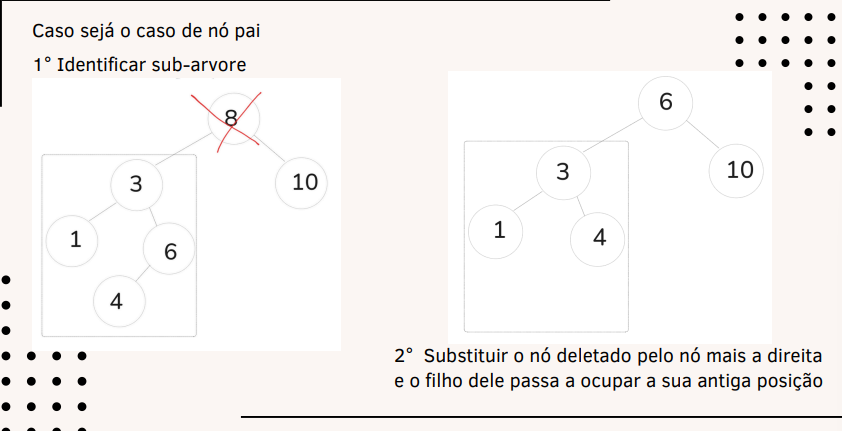 Caso sejá o caso de nó pai
1° Identificar sub-arvore
8
3
10
1
6
4
6
3
10
1
4
2° Substituir o nó deletado pelo nó mais a direita
e o filho dele passa a ocupar a sua antiga posição